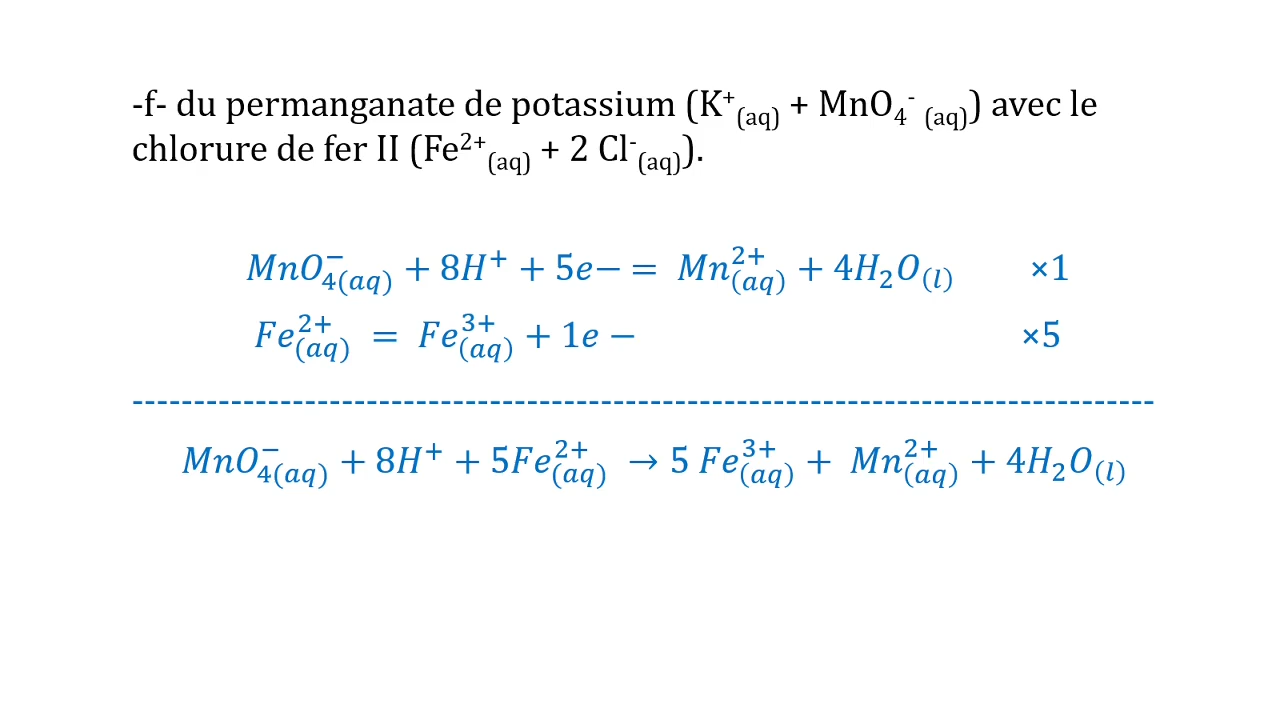 -f- du permanganate de potassium (K⁺₍aq₎ + MnO₄⁻ ₍aq₎) avec le
chlorure de fer II (Fe²⁺₍aq₎ + 2 Cl⁻₍aq₎).
MnO₄⁻₍aq₎ + 8H⁺ + 5e− = Mn²⁺₍aq₎ + 4H₂O₍l₎ ×1
Fe²⁺₍aq₎ = Fe³⁺₍aq₎ + 1e − ×5
-----------------------------------------------------------------------------------
MnO₄⁻₍aq₎ + 8H⁺ + 5Fe²⁺₍aq₎ → 5 Fe³⁺₍aq₎ + Mn²⁺₍aq₎ + 4H₂O₍l₎